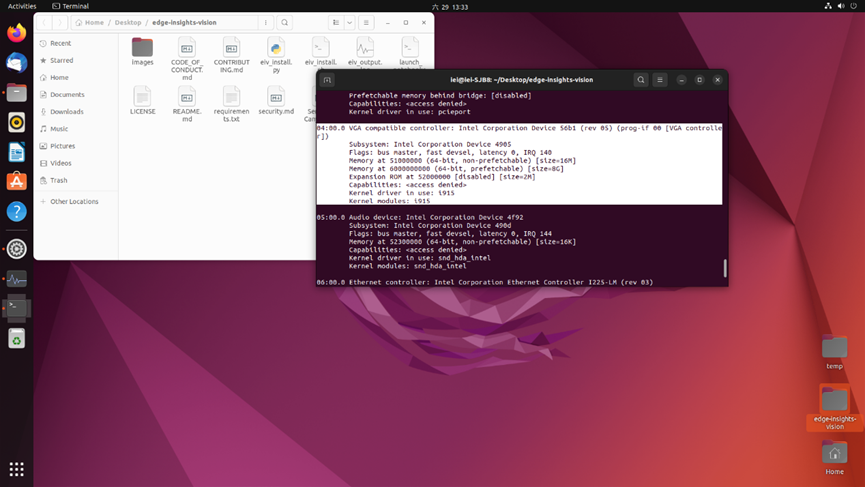 Activities
Terminal
六 29 13:33
Home / Desktop / edge-insights-vision
Recent
Starred
Home
Documents
Downloads
Music
Pictures
Videos
Trash
+ Other Locations
images
CODE_OF_
CONDUCT.
md
CONTRIBUT
ING.md
eiv_install.
py
eiv_install.
eiv_output.
launch_
LICENSE
README.
md
requiremen
ts.txt
security.md
iei@iei-SJB8: ~/Desktop/edge-insights-vision
Prefetchable memory behind bridge: [disabled]
Capabilities: <access denied>
Kernel driver in use: pcieport
04:00.0 VGA compatible controller: Intel Corporation Device 56b1 (rev 05) (prog-if 00 [VGA controlle
r])
Subsystem: Intel Corporation Device 4905
Flags: bus master, fast devsel, latency 0, IRQ 140
Memory at 51000000 (64-bit, non-prefetchable) [size=16M]
Memory at 6000000000 (64-bit, prefetchable) [size=8G]
Expansion ROM at 52000000 [disabled] [size=2M]
Capabilities: <access denied>
Kernel driver in use: i915
Kernel modules: i915
05:00.0 Audio device: Intel Corporation Device 4f92
Subsystem: Intel Corporation Device 490d
Flags: bus master, fast devsel, latency 0, IRQ 144
Memory at 52300000 (64-bit, non-prefetchable) [size=16K]
Capabilities: <access denied>
Kernel driver in use: snd_hda_intel
Kernel modules: snd_hda_intel
06:00.0 Ethernet controller: Intel Corporation Ethernet Controller I225-LM (rev 03)
temp
edge-insights-
vision
Home